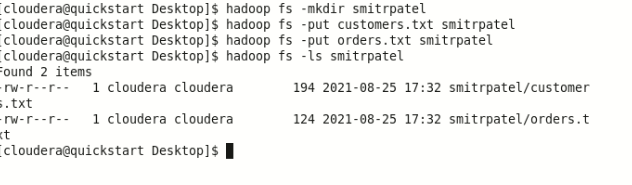 [cloudera@quickstart Desktop]$ hadoop fs -mkdir smitrpatel
[cloudera@quickstart Desktop]$ hadoop fs -put customers.txt smitrpatel
[cloudera@quickstart Desktop]$ hadoop fs -put orders.txt smitrpatel
[cloudera@quickstart Desktop]$ hadoop fs -ls smitrpatel
Found 2 items
-rw-r--r--   1 cloudera cloudera        194 2021-08-25 17:32 smitrpatel/customer
s.txt
-rw-r--r--   1 cloudera cloudera        124 2021-08-25 17:32 smitrpatel/orders.t
xt
[cloudera@quickstart Desktop]$